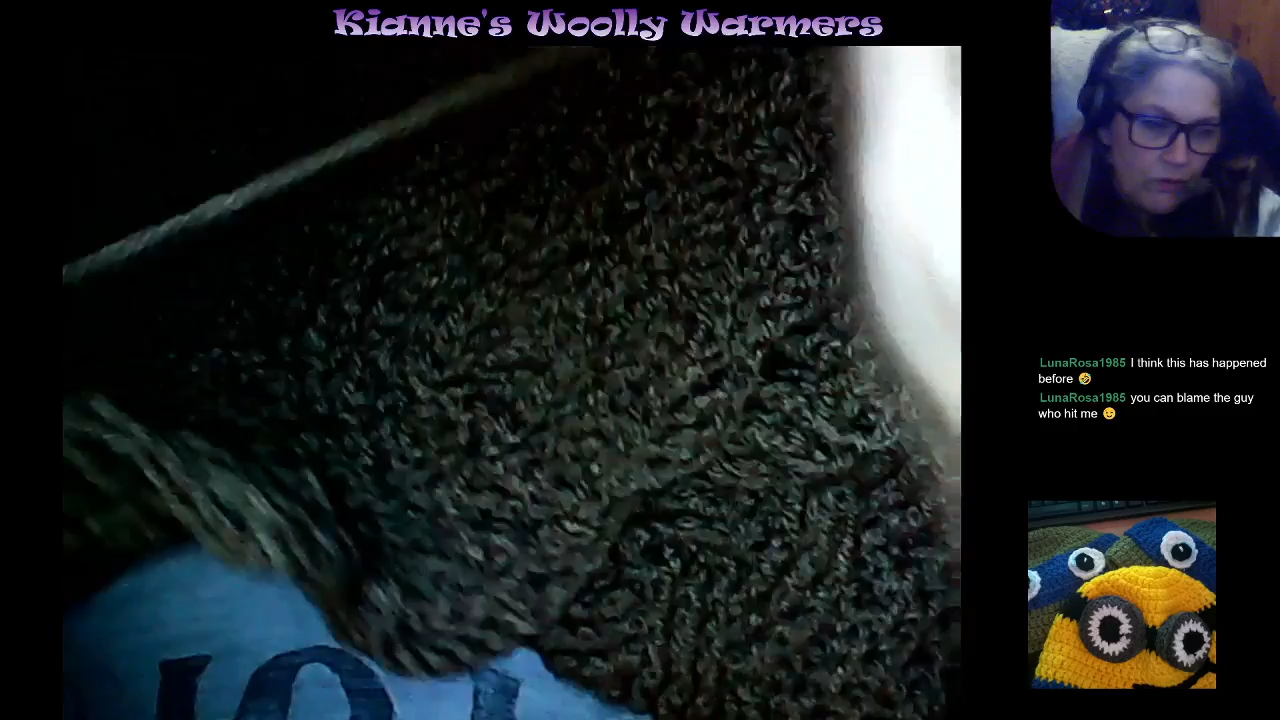 Kianne's Woolly Warmers
LunaRosa1985 I think this has happened
before 🤣
LunaRosa1985 you can blame the guy
who hit me 😉